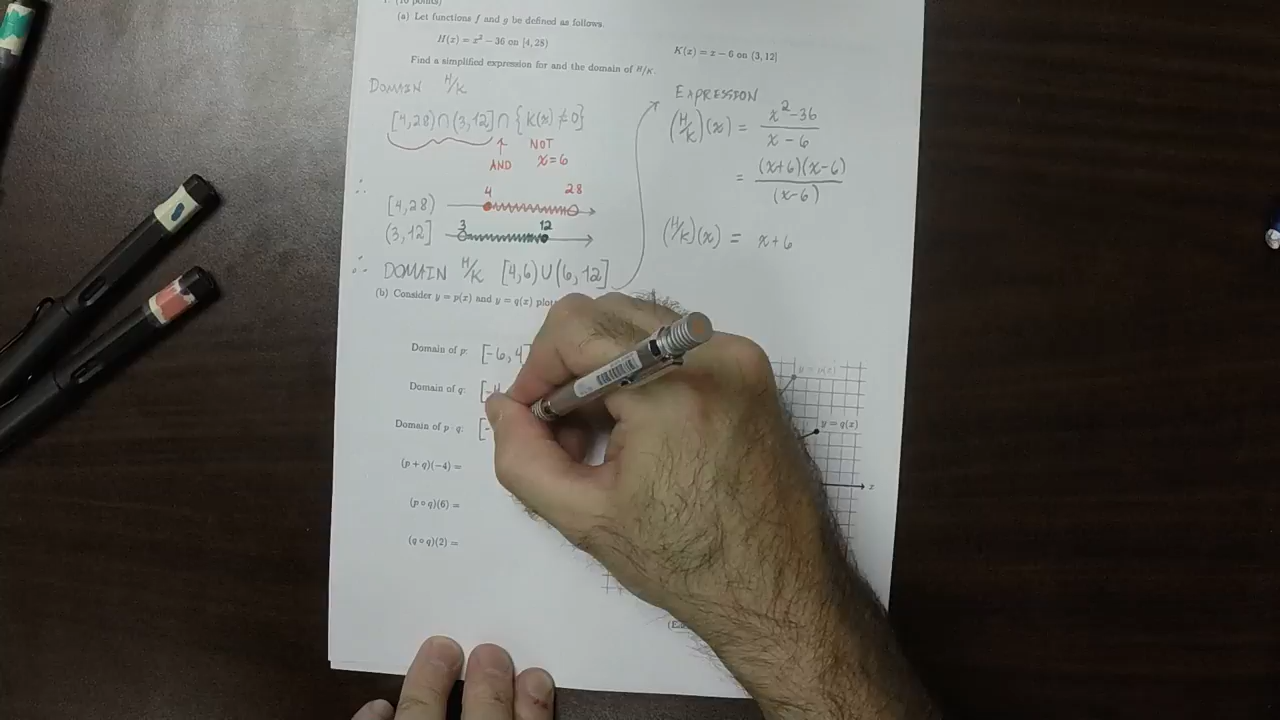 (a) Let functions f and g be defined as follows.
H(x) = x² − 36 on [4, 28)
K(x) = x − 6 on (3, 12]
Find a simplified expression for and the domain of H/K.
DOMAIN H/K
[4,28)∩(3,12]∩{K(x)≠0}
AND
NOT
x=6
∴
4 28
[4,28)
3 12
(3,12]
∴ DOMAIN H/K [4,6)∪(6,12]
EXPRESSION
(H/K)(x) = x²-36 / x-6
= (x+6)(x-6) / (x-6)
(H/K)(x) = x+6
(b) Consider y = p(x) and y = q(x)
Domain of p: [-6,4]
Domain of q: [-4
Domain of p · q: [-
(p + q)(−4) =
(p ∘ q)(6) =
(q ∘ q)(2) =
y = q(x)
x